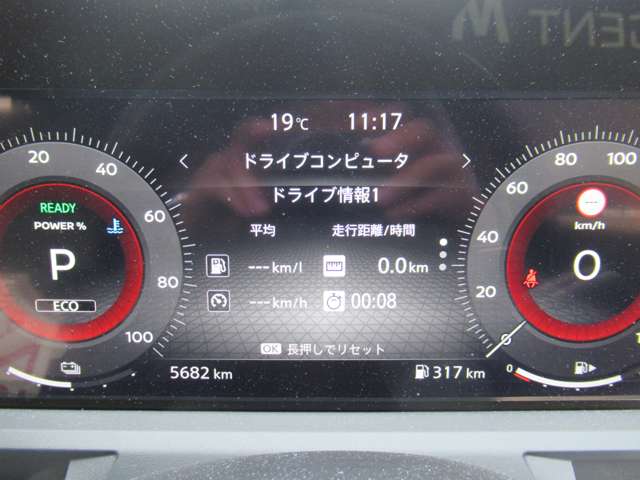 GENT
19℃ 11:17
ドライブコンピュータ
ドライブ情報1
平均 走行距離/時間
---km/l 0.0km
---km/h 00:08
OK 長押しでリセット
5682 km 317 km
20 40 60 80 100
READY
POWER %
P
ECO
0 20 40 60 80 100
---
km/h
0
0